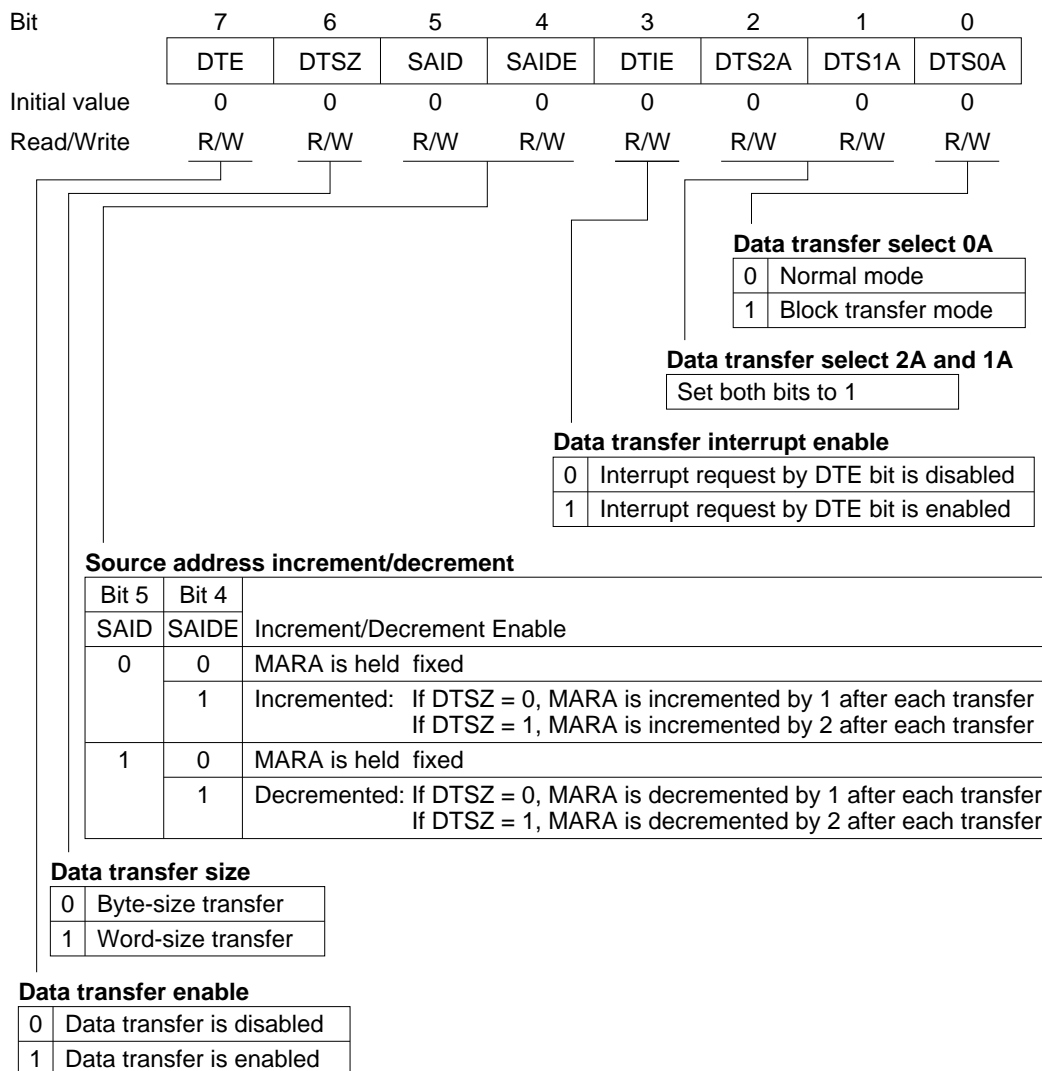 Bit 7 6 5 4 3 2 1 0
DTE DTSZ SAID SAIDE DTIE DTS2A DTS1A DTS0A
Initial value 0 0 0 0 0 0 0 0
Read/Write R/W R/W R/W R/W R/W R/W R/W R/W
Data transfer select 0A
0 Normal mode
1 Block transfer mode
Data transfer select 2A and 1A
Set both bits to 1
Data transfer interrupt enable
0 Interrupt request by DTE bit is disabled
1 Interrupt request by DTE bit is enabled
Source address increment/decrement
Bit 5 Bit 4
SAID SAIDE Increment/Decrement Enable
0 0 MARA is held fixed
1 Incremented: If DTSZ = 0, MARA is incremented by 1 after each transfer
If DTSZ = 1, MARA is incremented by 2 after each transfer
1 0 MARA is held fixed
1 Decremented: If DTSZ = 0, MARA is decremented by 1 after each transfer
If DTSZ = 1, MARA is decremented by 2 after each transfer
Data transfer size
0 Byte-size transfer
1 Word-size transfer
Data transfer enable
0 Data transfer is disabled
1 Data transfer is enabled